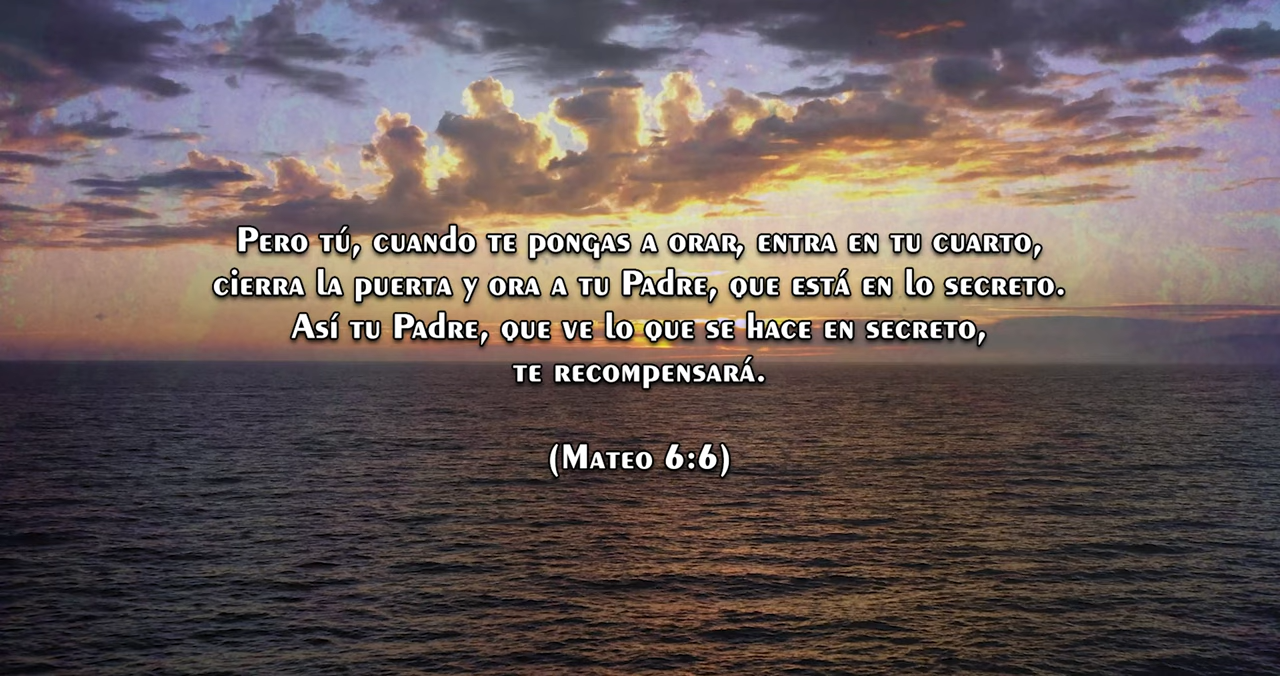 Pero tú, cuando te pongas a orar, entra en tu cuarto,
cierra la puerta y ora a tu Padre, que está en lo secreto.
Así tu Padre, que ve lo que se hace en secreto,
te recompensará.
(Mateo 6:6)